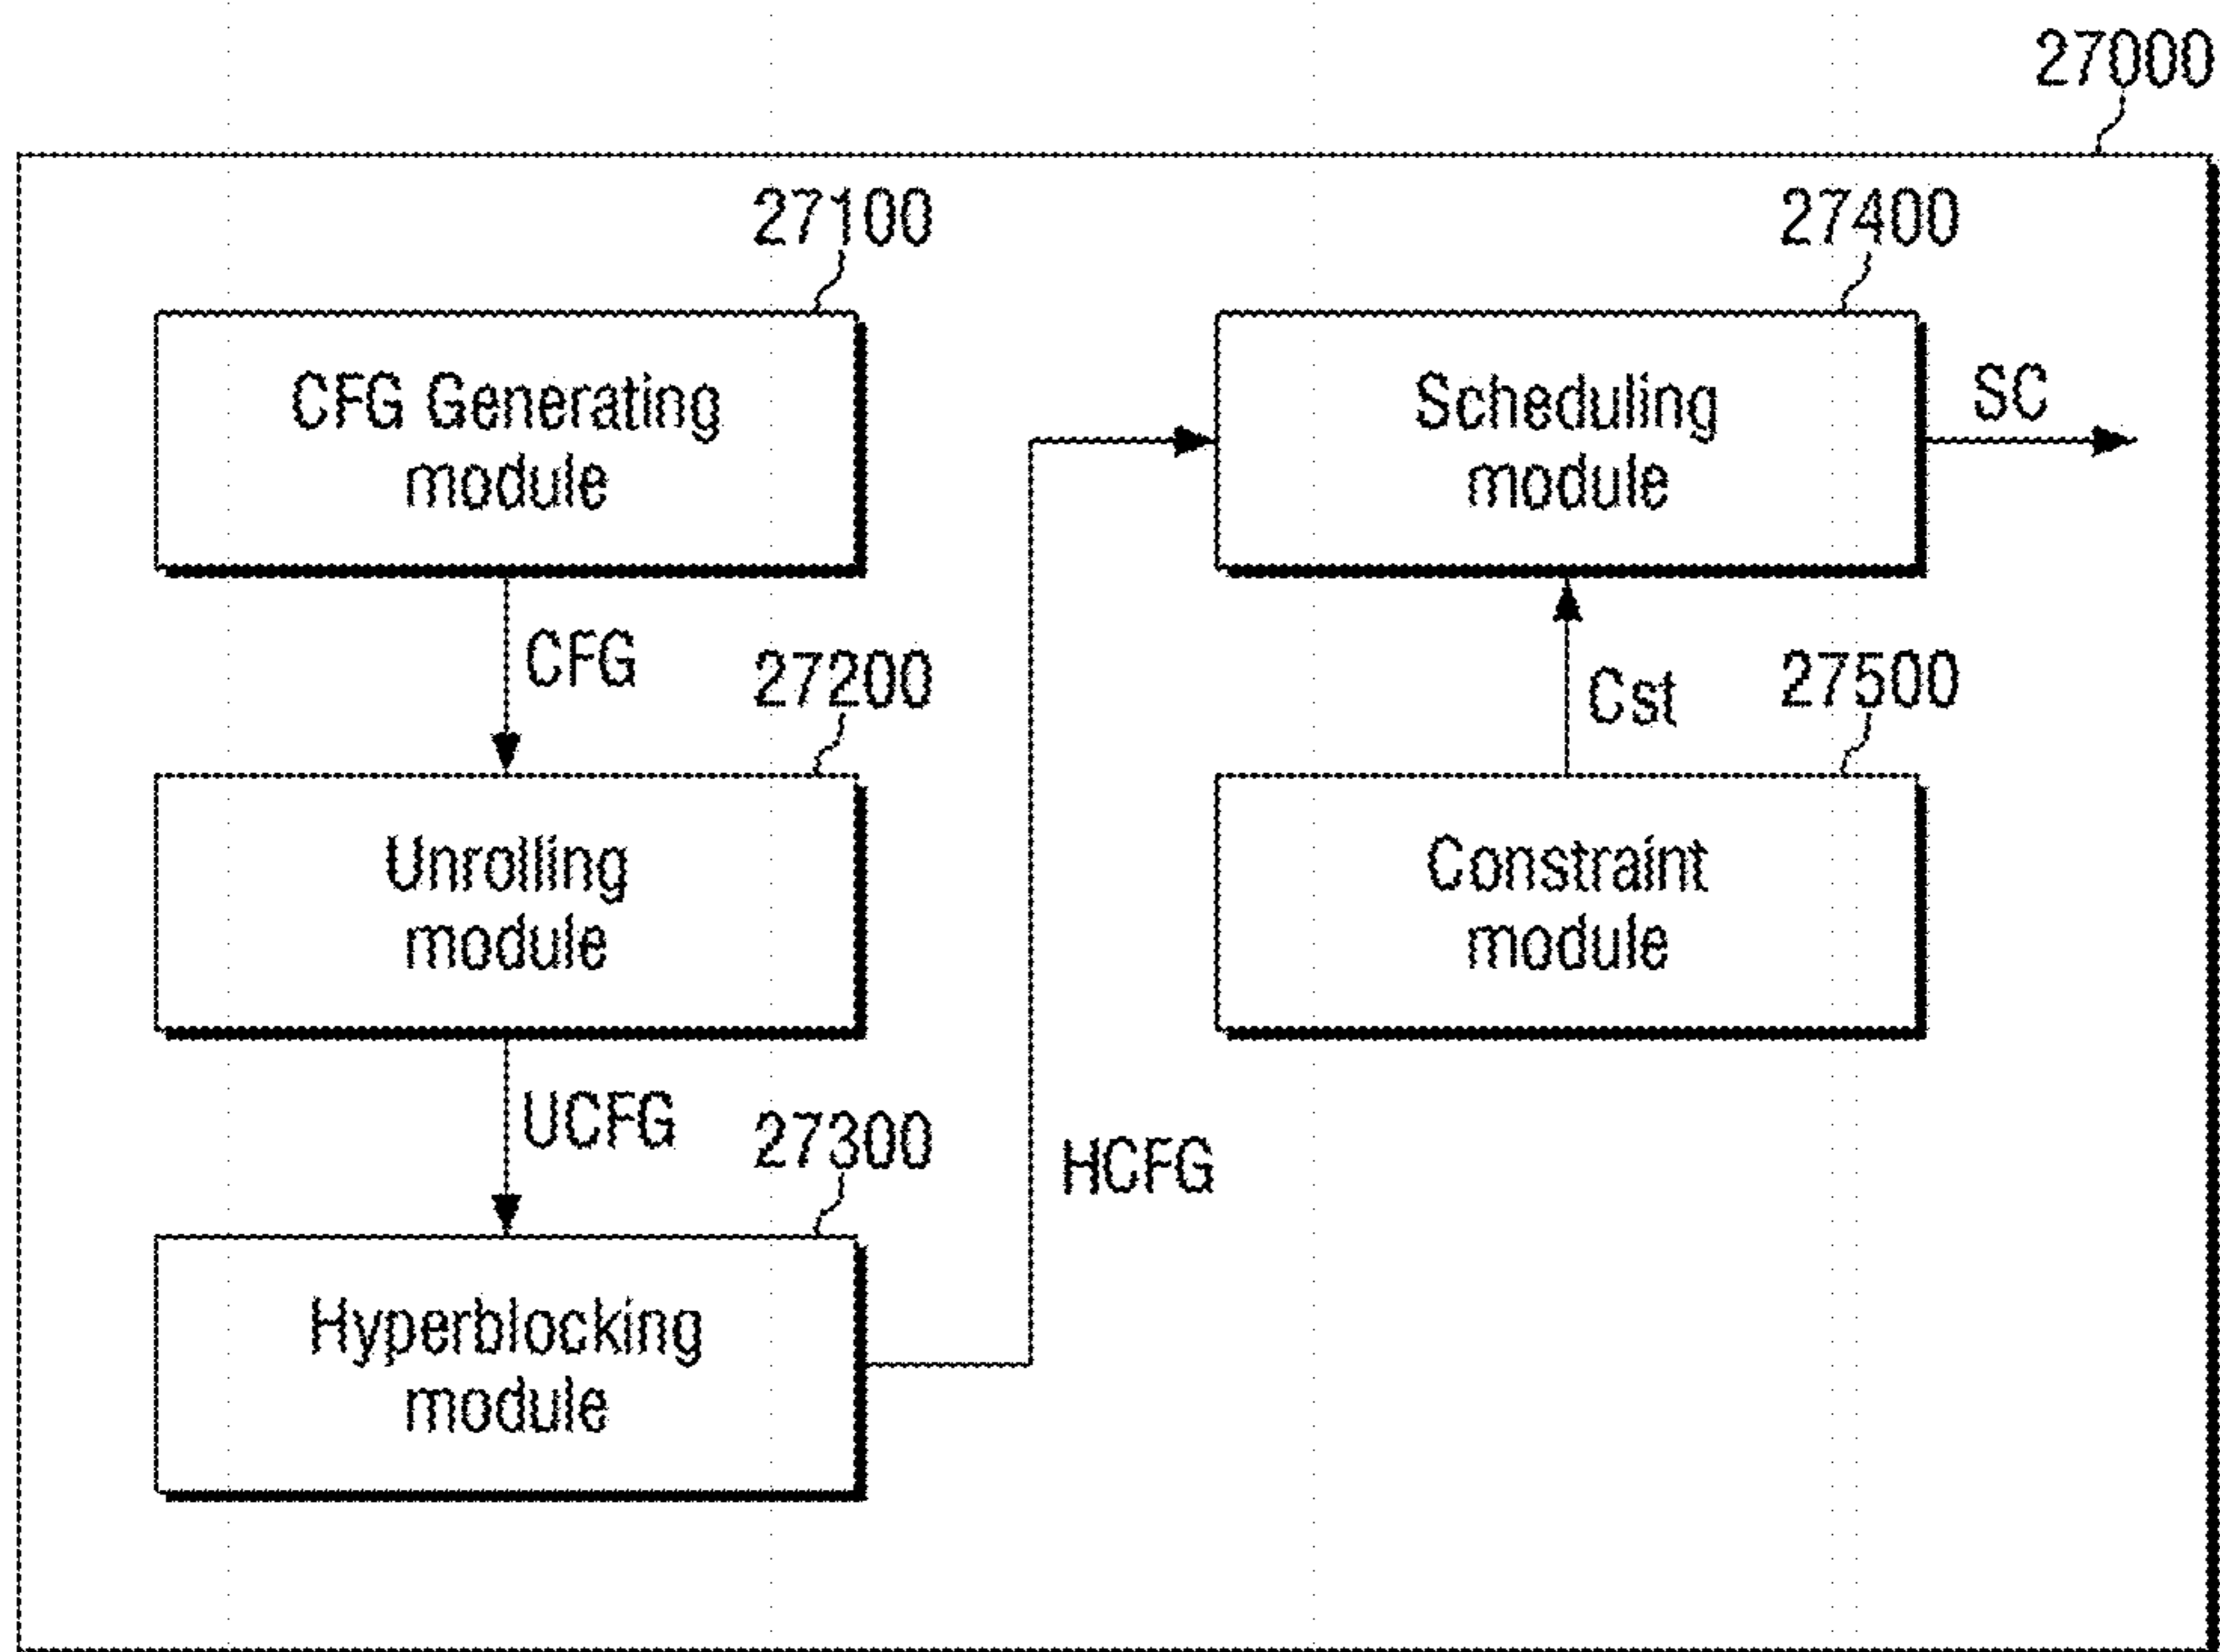 27000
27100
CFG Generating
module
CFG
27200
Unrolling
module
UCFG
27300
Hyperblocking
module
HCFG
27400
Scheduling
module
SC
Cst
27500
Constraint
module